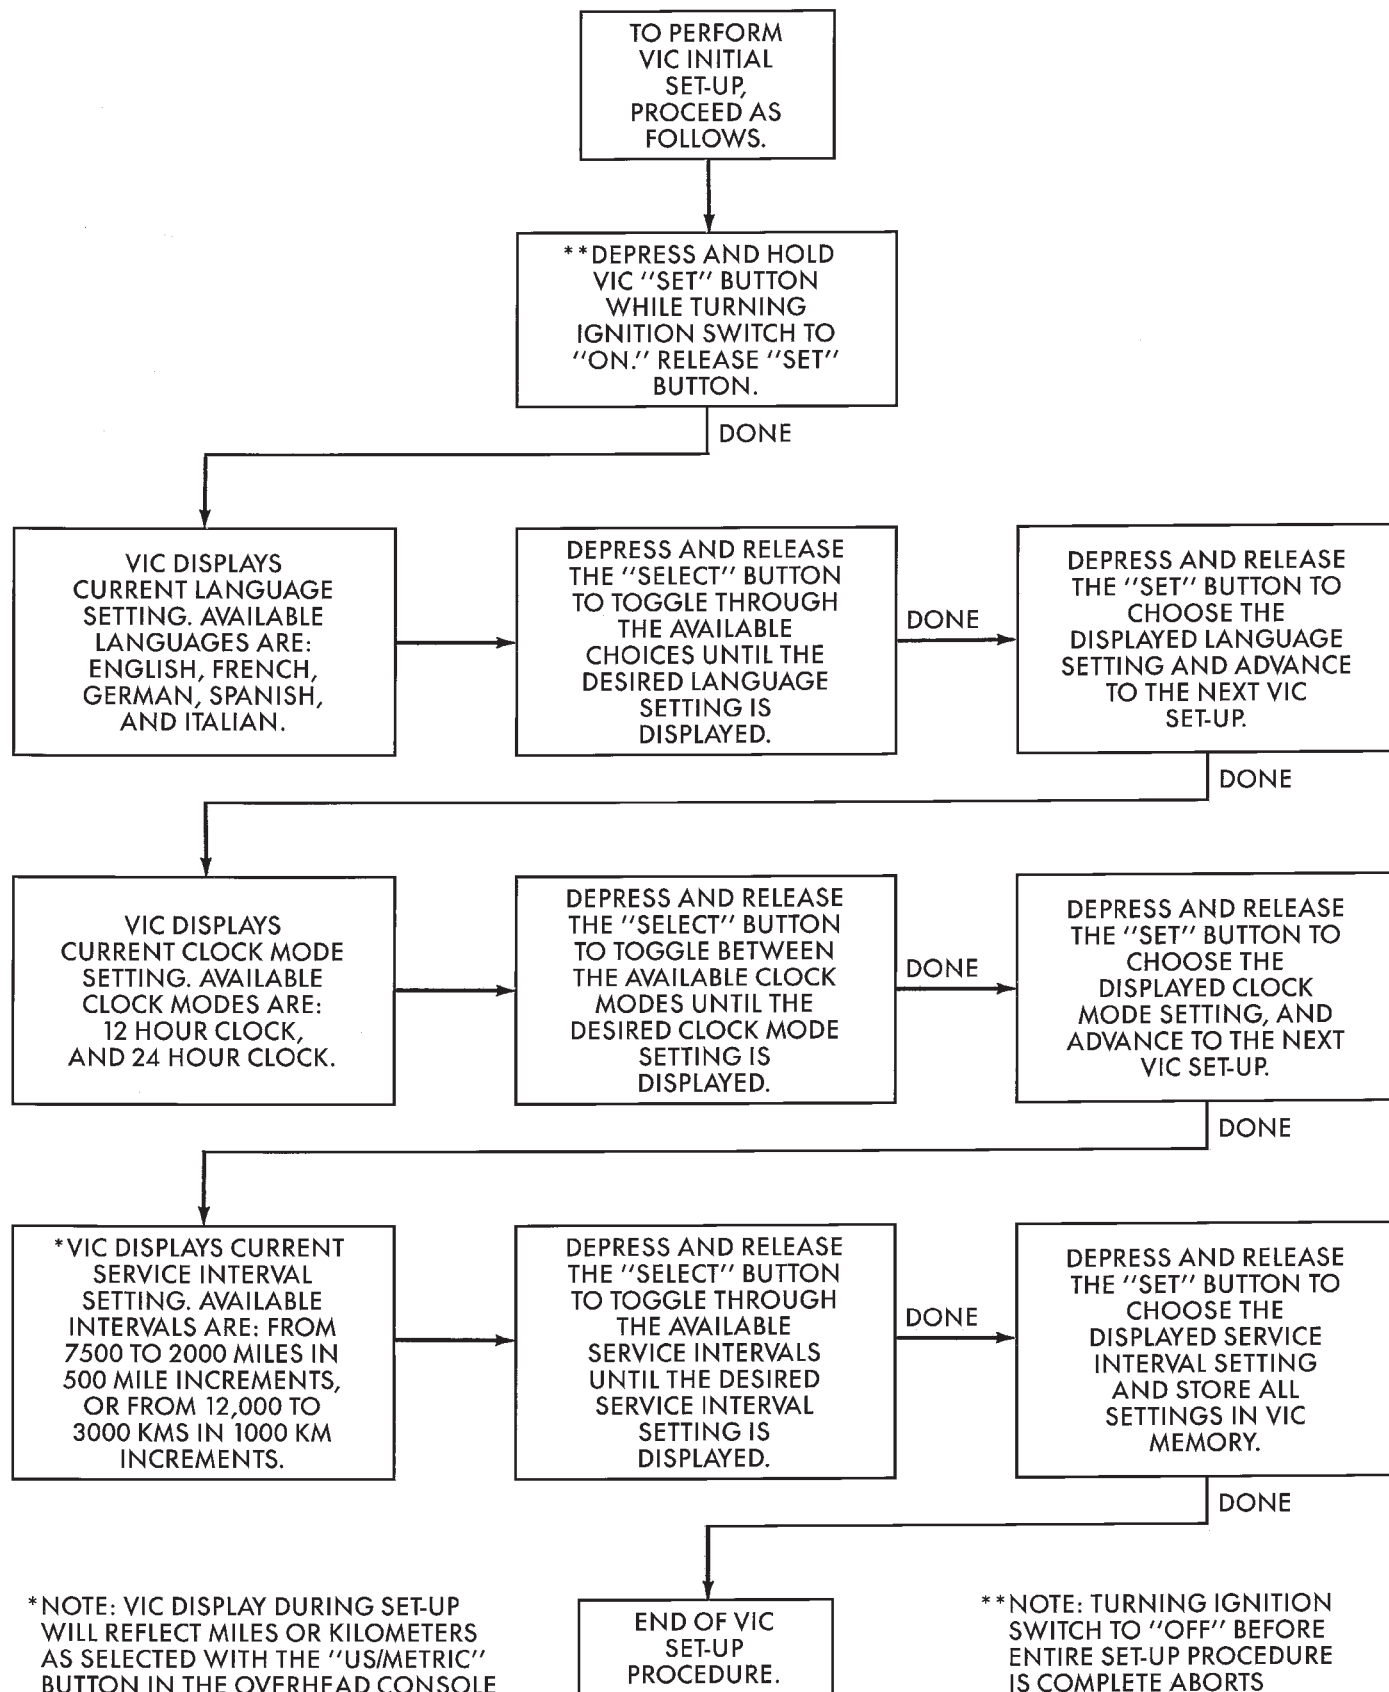 TO PERFORM
VIC INITIAL
SET-UP,
PROCEED AS
FOLLOWS.
**DEPRESS AND HOLD
VIC "SET" BUTTON
WHILE TURNING
IGNITION SWITCH TO
"ON." RELEASE "SET"
BUTTON.
DONE
VIC DISPLAYS
CURRENT LANGUAGE
SETTING. AVAILABLE
LANGUAGES ARE:
ENGLISH, FRENCH,
GERMAN, SPANISH,
AND ITALIAN.
DEPRESS AND RELEASE
THE "SELECT" BUTTON
TO TOGGLE THROUGH
THE AVAILABLE
CHOICES UNTIL THE
DESIRED LANGUAGE
SETTING IS
DISPLAYED.
DONE
DEPRESS AND RELEASE
THE "SET" BUTTON TO
CHOOSE THE
DISPLAYED LANGUAGE
SETTING AND ADVANCE
TO THE NEXT VIC
SET-UP.
DONE
VIC DISPLAYS
CURRENT CLOCK MODE
SETTING. AVAILABLE
CLOCK MODES ARE:
12 HOUR CLOCK,
AND 24 HOUR CLOCK.
DEPRESS AND RELEASE
THE "SELECT" BUTTON
TO TOGGLE BETWEEN
THE AVAILABLE CLOCK
MODES UNTIL THE
DESIRED CLOCK MODE
SETTING IS
DISPLAYED.
DONE
DEPRESS AND RELEASE
THE "SET" BUTTON TO
CHOOSE THE
DISPLAYED CLOCK
MODE SETTING, AND
ADVANCE TO THE NEXT
VIC SET-UP.
DONE
*VIC DISPLAYS CURRENT
SERVICE INTERVAL
SETTING. AVAILABLE
INTERVALS ARE: FROM
7500 TO 2000 MILES IN
500 MILE INCREMENTS,
OR FROM 12,000 TO
3000 KMS IN 1000 KM
INCREMENTS.
DEPRESS AND RELEASE
THE "SELECT" BUTTON
TO TOGGLE THROUGH
THE AVAILABLE
SERVICE INTERVALS
UNTIL THE DESIRED
SERVICE INTERVAL
SETTING IS
DISPLAYED.
DONE
DEPRESS AND RELEASE
THE "SET" BUTTON TO
CHOOSE THE
DISPLAYED SERVICE
INTERVAL SETTING
AND STORE ALL
SETTINGS IN VIC
MEMORY.
DONE
*NOTE: VIC DISPLAY DURING SET-UP
WILL REFLECT MILES OR KILOMETERS
AS SELECTED WITH THE "US/METRIC"
BUTTON IN THE OVERHEAD CONSOLE
END OF VIC
SET-UP
PROCEDURE.
**NOTE: TURNING IGNITION
SWITCH TO "OFF" BEFORE
ENTIRE SET-UP PROCEDURE
IS COMPLETE ABORTS